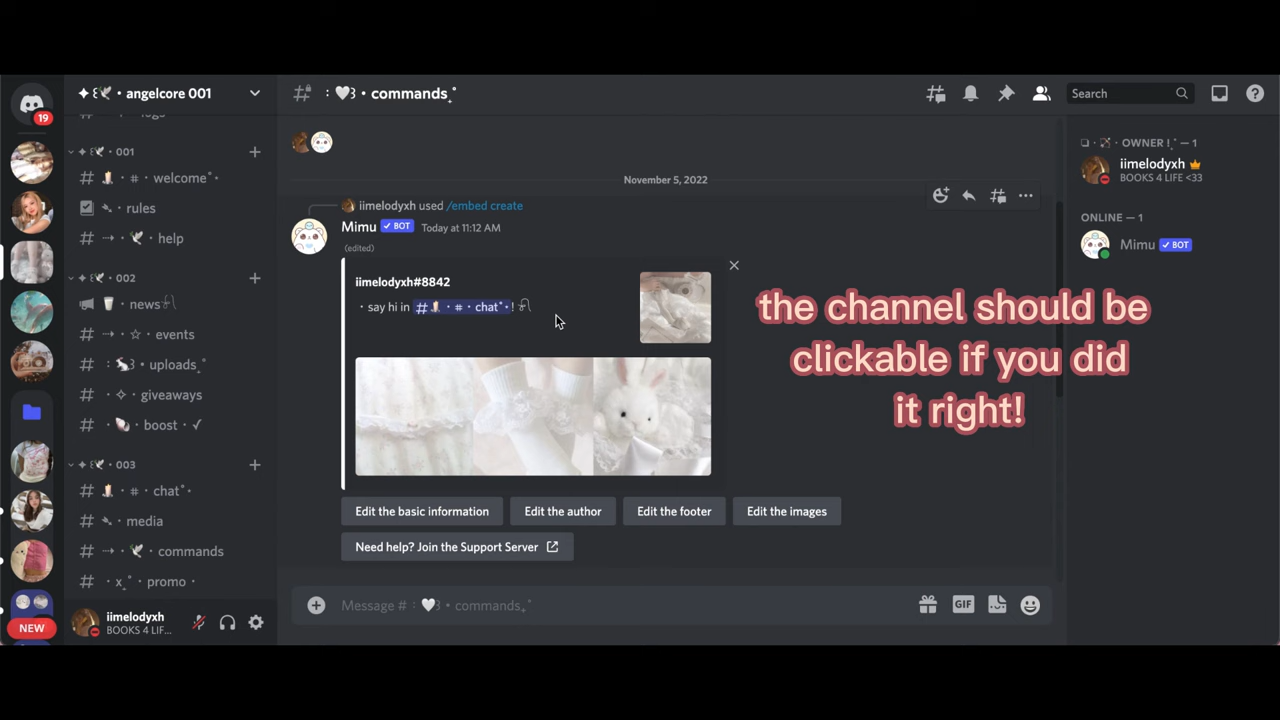 ✦ ꒰🕊 • angelcore 001
: 🤍꒱ • commands ˳˚
Search
19
001
🕯 • ⌗ • welcome˚˖
➴ • rules
⇢ • 🕊 • help
002
🥛 • news
• ☆ • events
: 🐇꒱ • uploads ˳˚
• ✧ • giveaways
• 🐚 • boost • ✓
003
🕯 • ⌗ • chat˚˖
➴ • media
⇢ • 🕊 • commands
• x ˳˚ • promo •
NEW
iimelodyxh
BOOKS 4 LIF...
November 5, 2022
iimelodyxh used /embed create
Mimu ✓ BOT Today at 11:12 AM
(edited)
iimelodyxh#8842
• say hi in #🕯 • ⌗ • chat˚˖!
Edit the basic information
Edit the author
Edit the footer
Edit the images
Need help? Join the Support Server
Message # : 🤍꒱ • commands ˳˚
GIF
OWNER ! ˳˚ — 1
iimelodyxh
BOOKS 4 LIFE <33
ONLINE — 1
Mimu ✓ BOT
the channel should be
clickable if you did
it right!